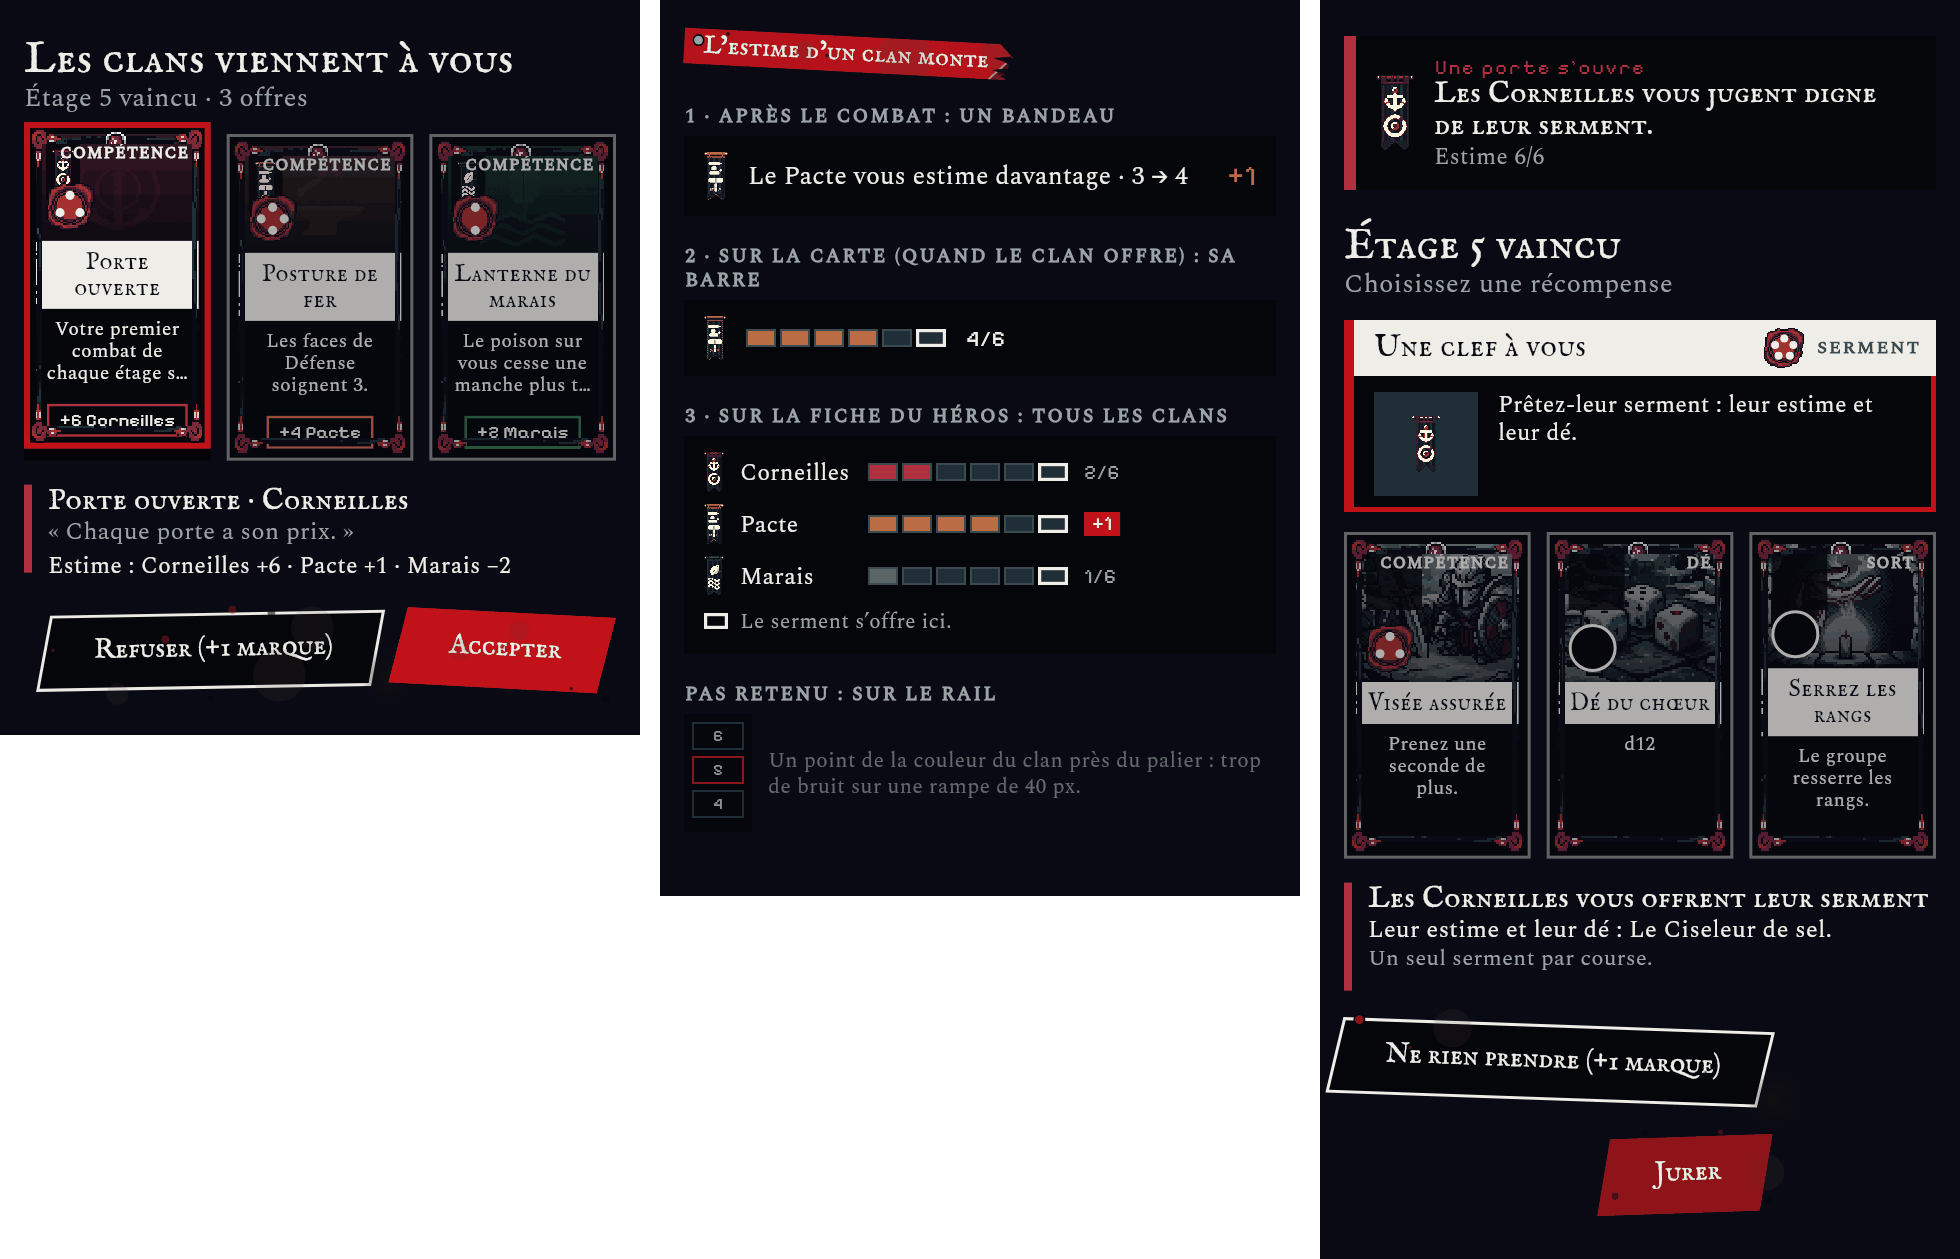 Les clans viennent à vous
Étage 5 vaincu · 3 offres
COMPÉTENCE
Porte
ouverte
Votre premier
combat de
chaque étage s…
+6 Corneilles
COMPÉTENCE
Posture de
fer
Les faces de
Défense
soignent 3.
+4 Pacte
COMPÉTENCE
Lanterne du
marais
Le poison sur
vous cesse une
manche plus t…
+2 Marais
Porte ouverte · Corneilles
« Chaque porte a son prix. »
Estime : Corneilles +6 · Pacte +1 · Marais −2
Refuser (+1 marque)
Accepter
L'estime d'un clan monte
1 · APRÈS LE COMBAT : UN BANDEAU
Le Pacte vous estime davantage · 3 → 4
+1
2 · SUR LA CARTE (QUAND LE CLAN OFFRE) : SA
BARRE
4/6
3 · SUR LA FICHE DU HÉROS : TOUS LES CLANS
Corneilles
2/6
Pacte
+1
Marais
1/6
Le serment s'offre ici.
PAS RETENU : SUR LE RAIL
6
5
4
Un point de la couleur du clan près du palier : trop
de bruit sur une rampe de 40 px.
Une porte s'ouvre
Les Corneilles vous jugent digne
de leur serment.
Estime 6/6
Étage 5 vaincu
Choisissez une récompense
Une clef à vous
SERMENT
Prêtez-leur serment : leur estime et
leur dé.
COMPÉTENCE
Visée assurée
Prenez une
seconde de
plus.
DÉ
Dé du chœur
d12
SORT
Serrez les
rangs
Le groupe
resserre les
rangs.
Les Corneilles vous offrent leur serment
Leur estime et leur dé : Le Ciseleur de sel.
Un seul serment par course.
Ne rien prendre (+1 marque)
Jurer